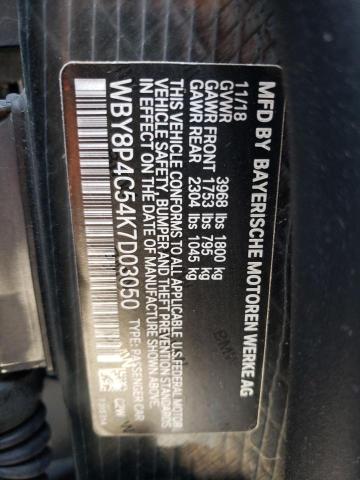 MFD BY BAYERISCHE MOTOREN WERKE AG
11/18
GVWR 3968 lbs 1800 kg
GAWR FRONT 1753 lbs 795 kg
GAWR REAR 2304 lbs 1045 kg
THIS VEHICLE CONFORMS TO ALL APPLICABLE U.S. FEDERAL MOTOR
VEHICLE SAFETY, BUMPER AND THEFT PREVENTION STANDARDS
IN EFFECT ON THE DATE OF MANUFACTURE SHOWN ABOVE.
WBY8P4C54K7D03050 TYPE: PASSENGER CAR
C2W